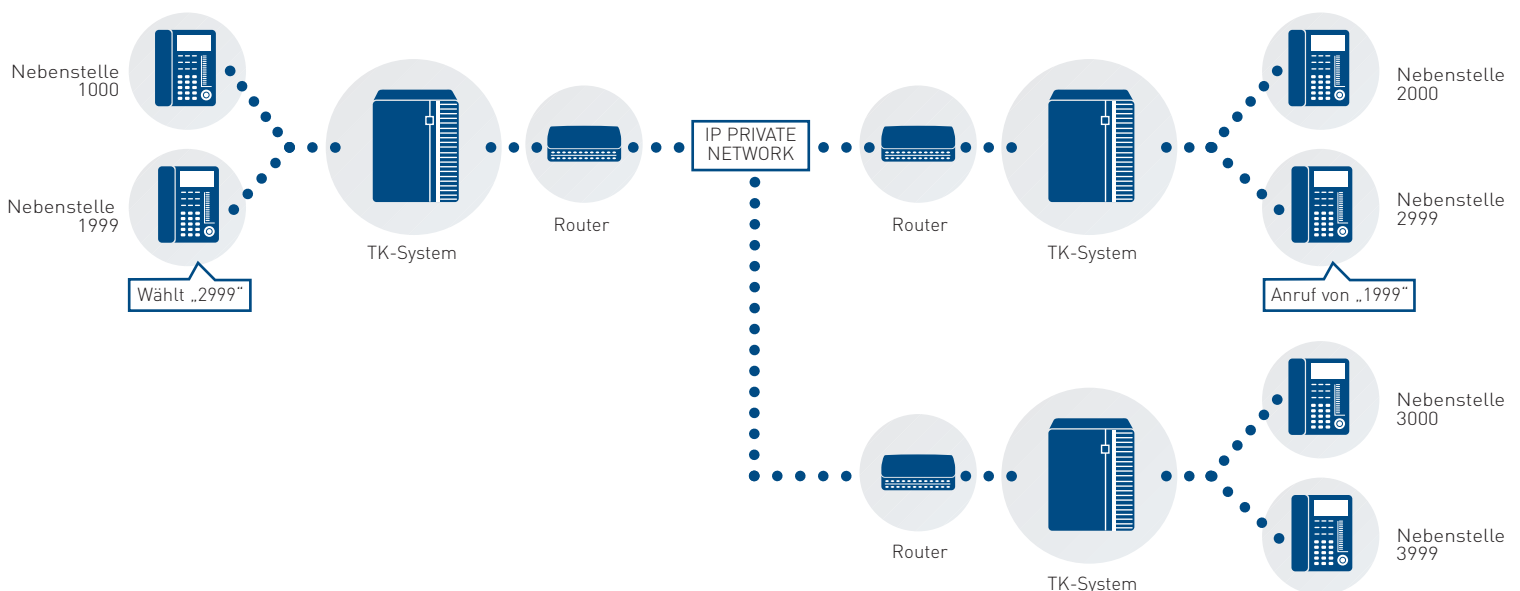 Nebenstelle
1000
Nebenstelle
1999
Wählt „2999“
TK-System
Router
IP PRIVATE
NETWORK
Router
TK-System
Nebenstelle
2000
Nebenstelle
2999
Anruf von „1999“
Router
TK-System
Nebenstelle
3000
Nebenstelle
3999